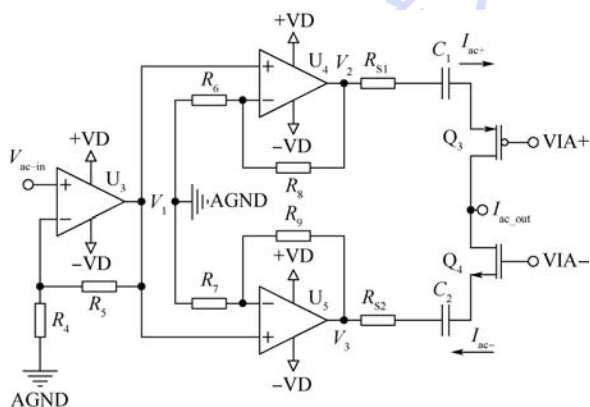 +VD
U4
V2
RS1
C1
Iac+
R6
−VD
Q3
VIA+
R8
Vac-in
+VD
U3
V1
AGND
Iac_out
−VD
R9
+VD
Q4
VIA−
R5
R7
U5
RS2
C2
R4
V3
Iac−
−VD
AGND